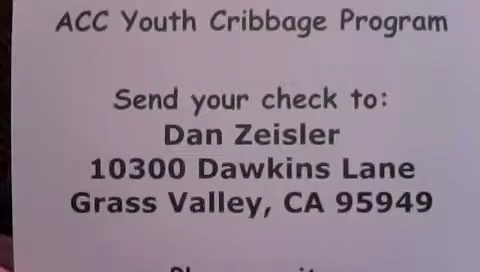 ACC Youth Cribbage Program
Send your check to:
Dan Zeisler
10300 Dawkins Lane
Grass Valley, CA 95949